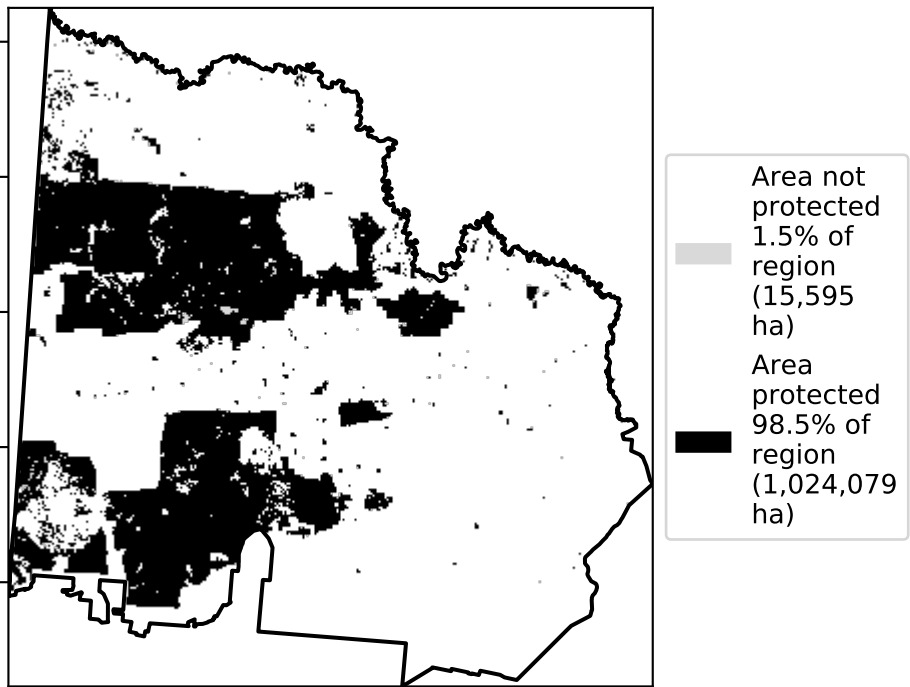 Area not
protected
1.5% of
region
(15,595
ha)
Area
protected
98.5% of
region
(1,024,079
ha)